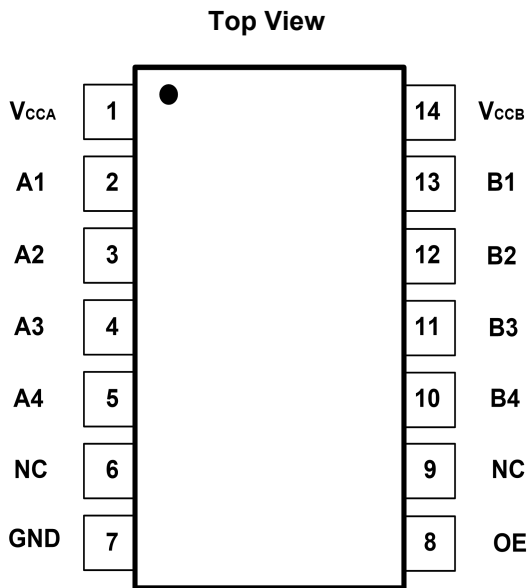 Top View
VCCA 1 14 VCCB
A1 2 13 B1
A2 3 12 B2
A3 4 11 B3
A4 5 10 B4
NC 6 9 NC
GND 7 8 OE